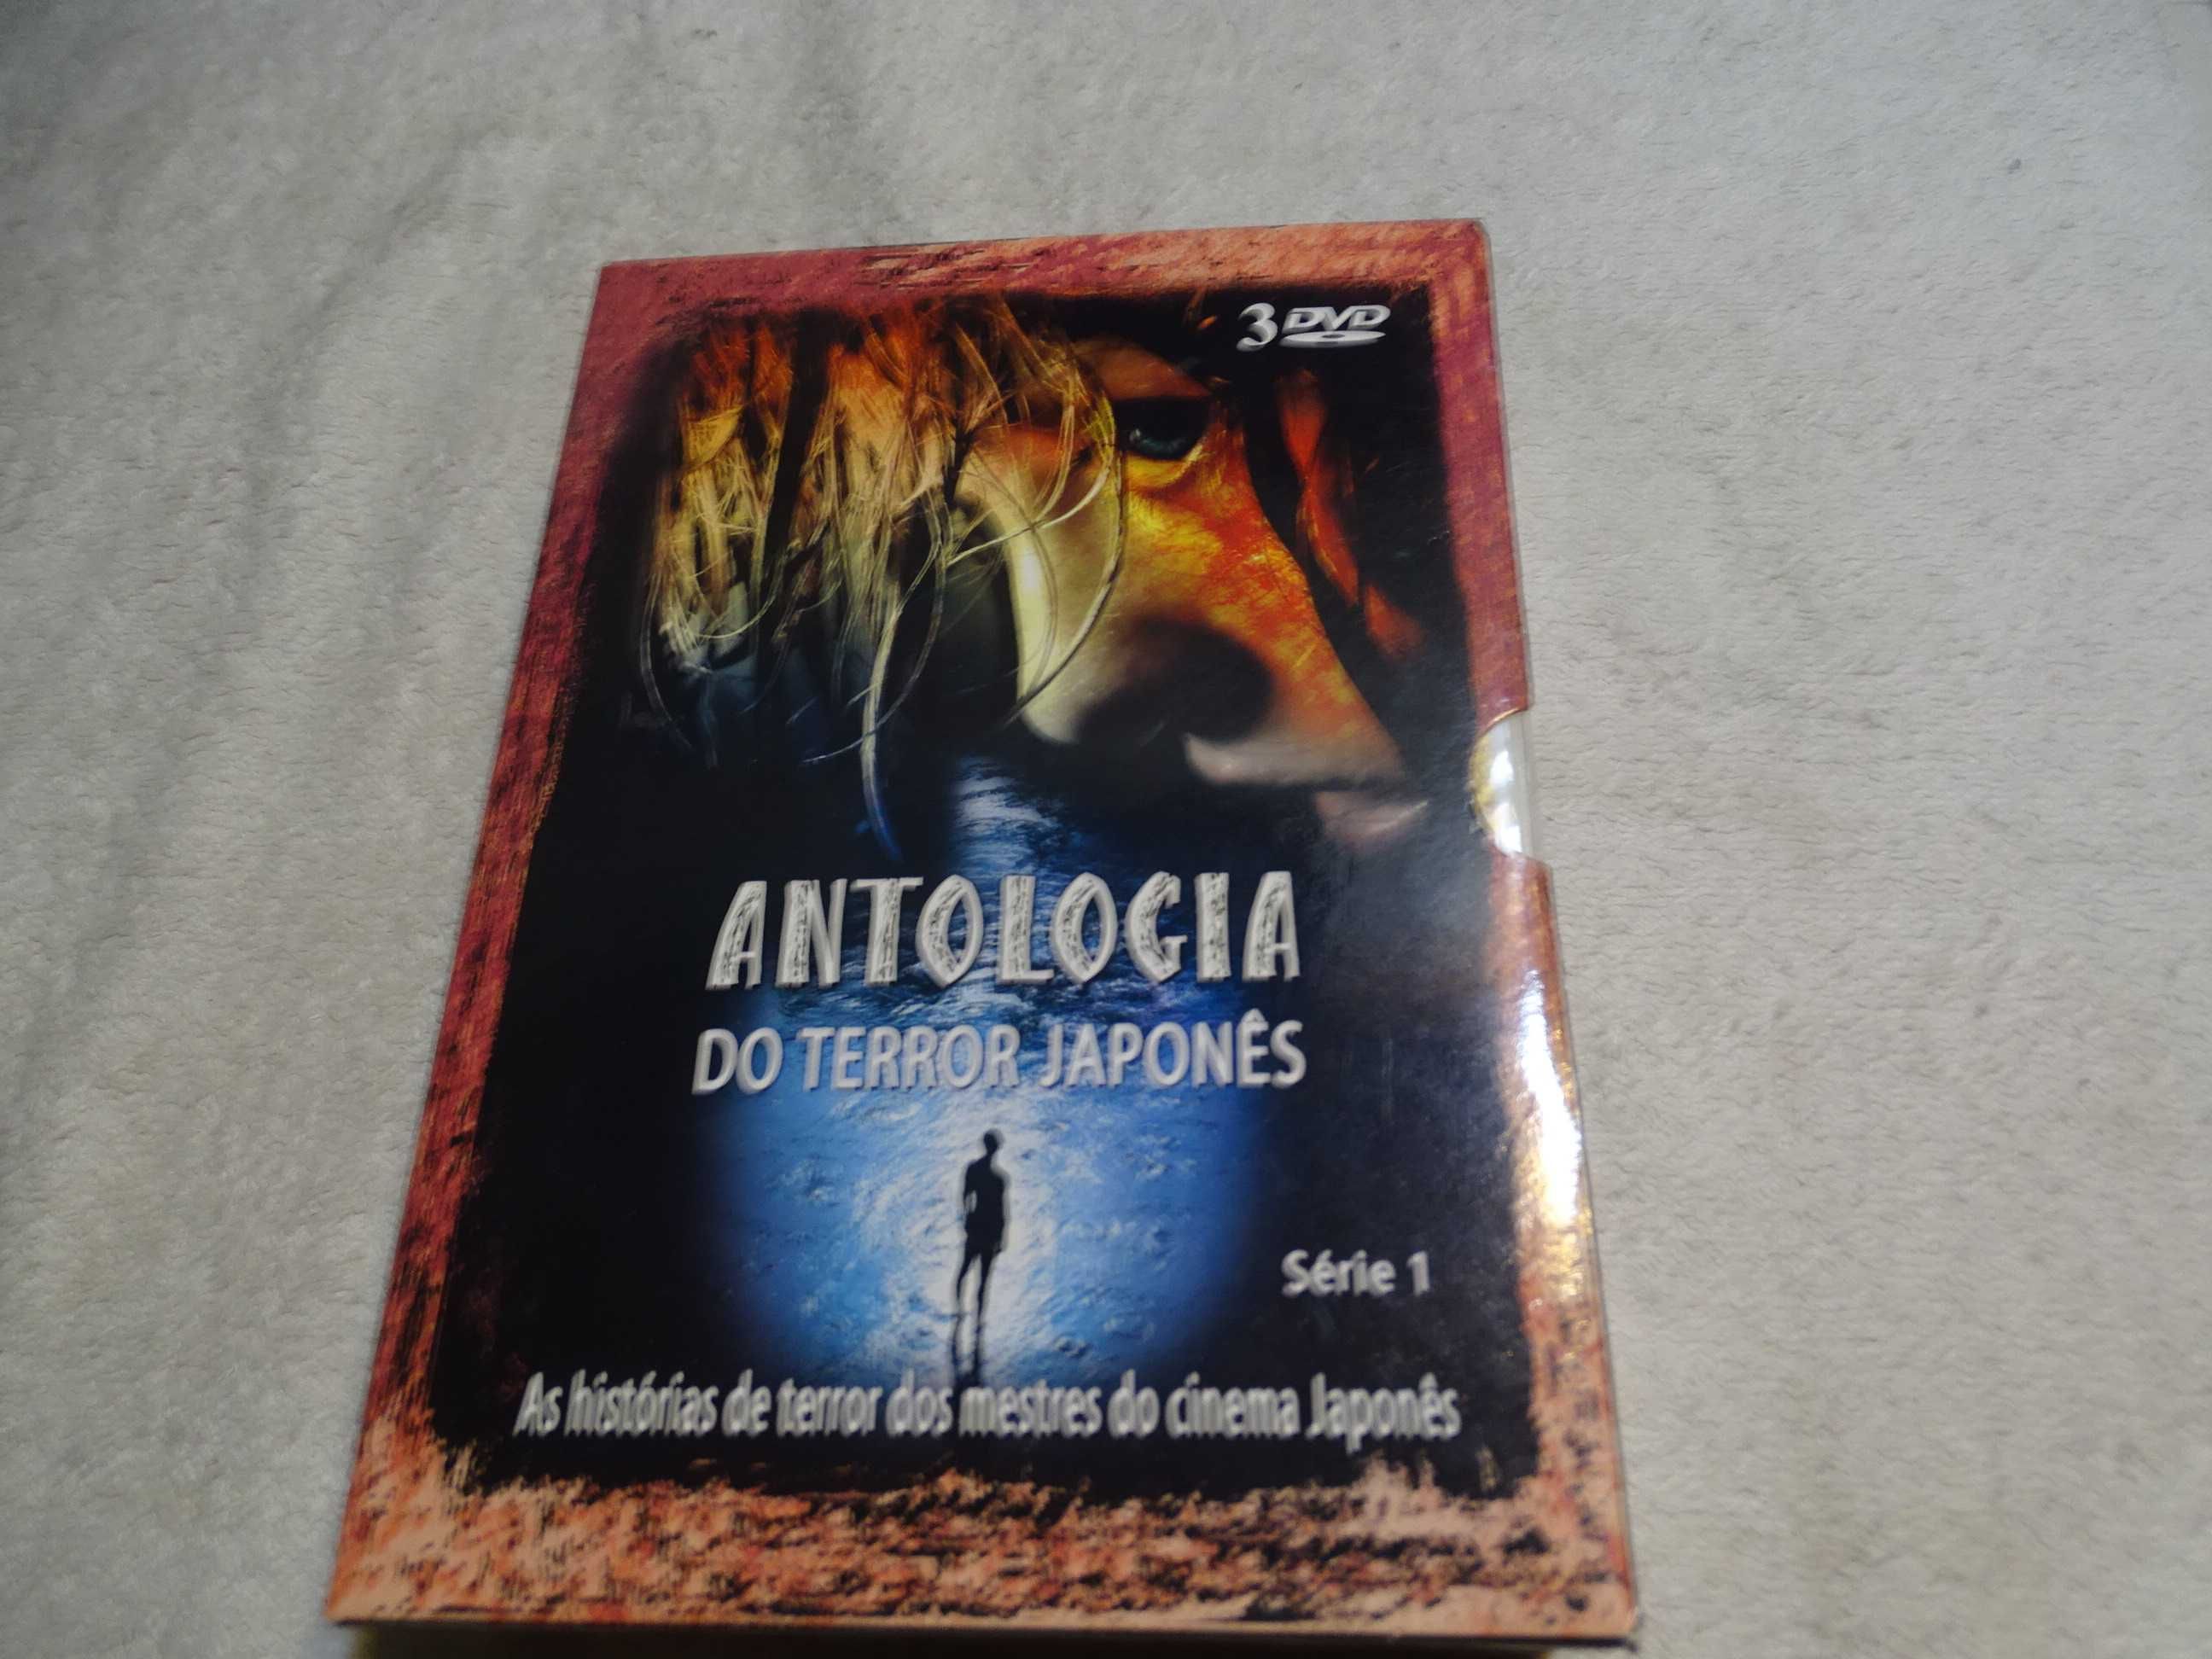 3 DVD
ANTOLOGIA
DO TERROR JAPONÊS
Série 1
As histórias de terror dos mestres do cinema Japonês